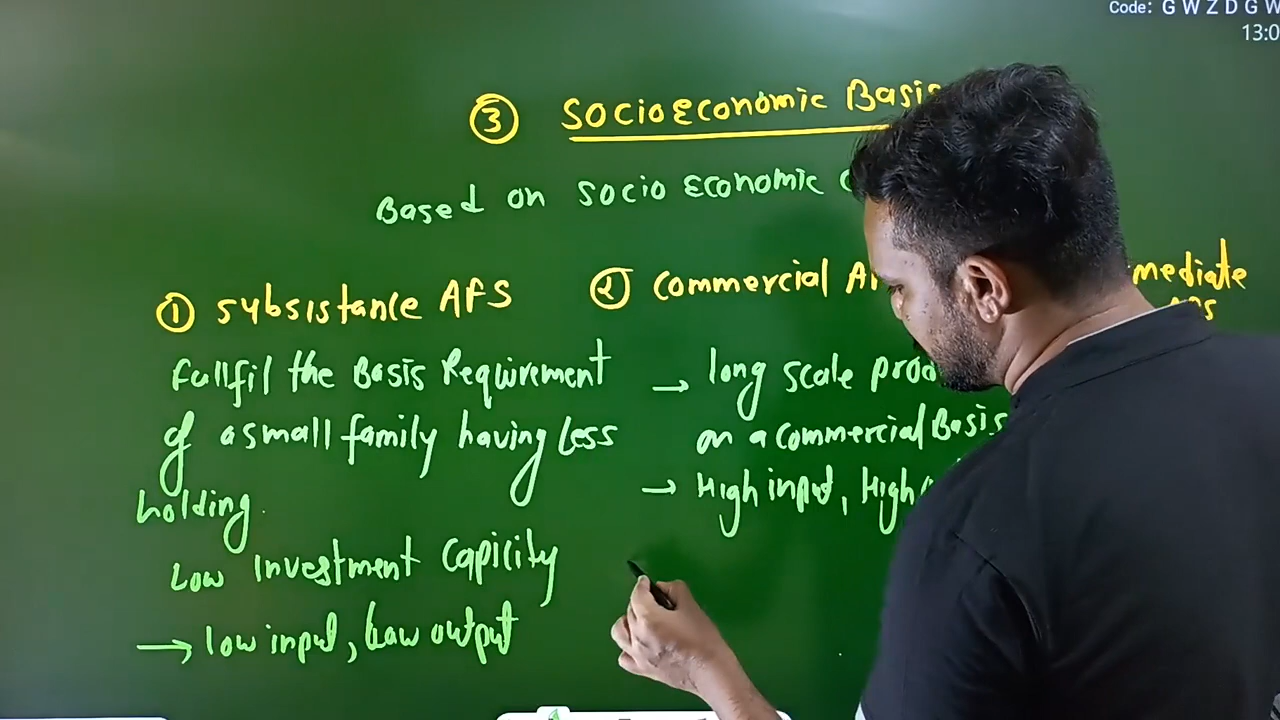 Code: G W Z D G W
13:0
③ Socioeconomic Basis
Based on socio Economic
① subsistance AFS
Fullfil the Basis Requirement
of a small family having less
holding.
Low Investment Capicity
→ low input, Low output
② Commercial
→ long scale
on a commercial Basis
→ High input, High
mediate